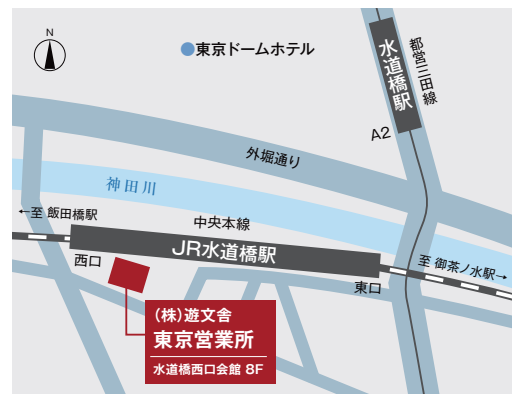 N
東京ドームホテル
水道橋駅
都営三田線
A2
外堀通り
神田川
←至 飯田橋駅
中央本線
JR水道橋駅
西口
東口
至 御茶ノ水駅→
(株)遊文舎
東京営業所
水道橋西口会館 8F